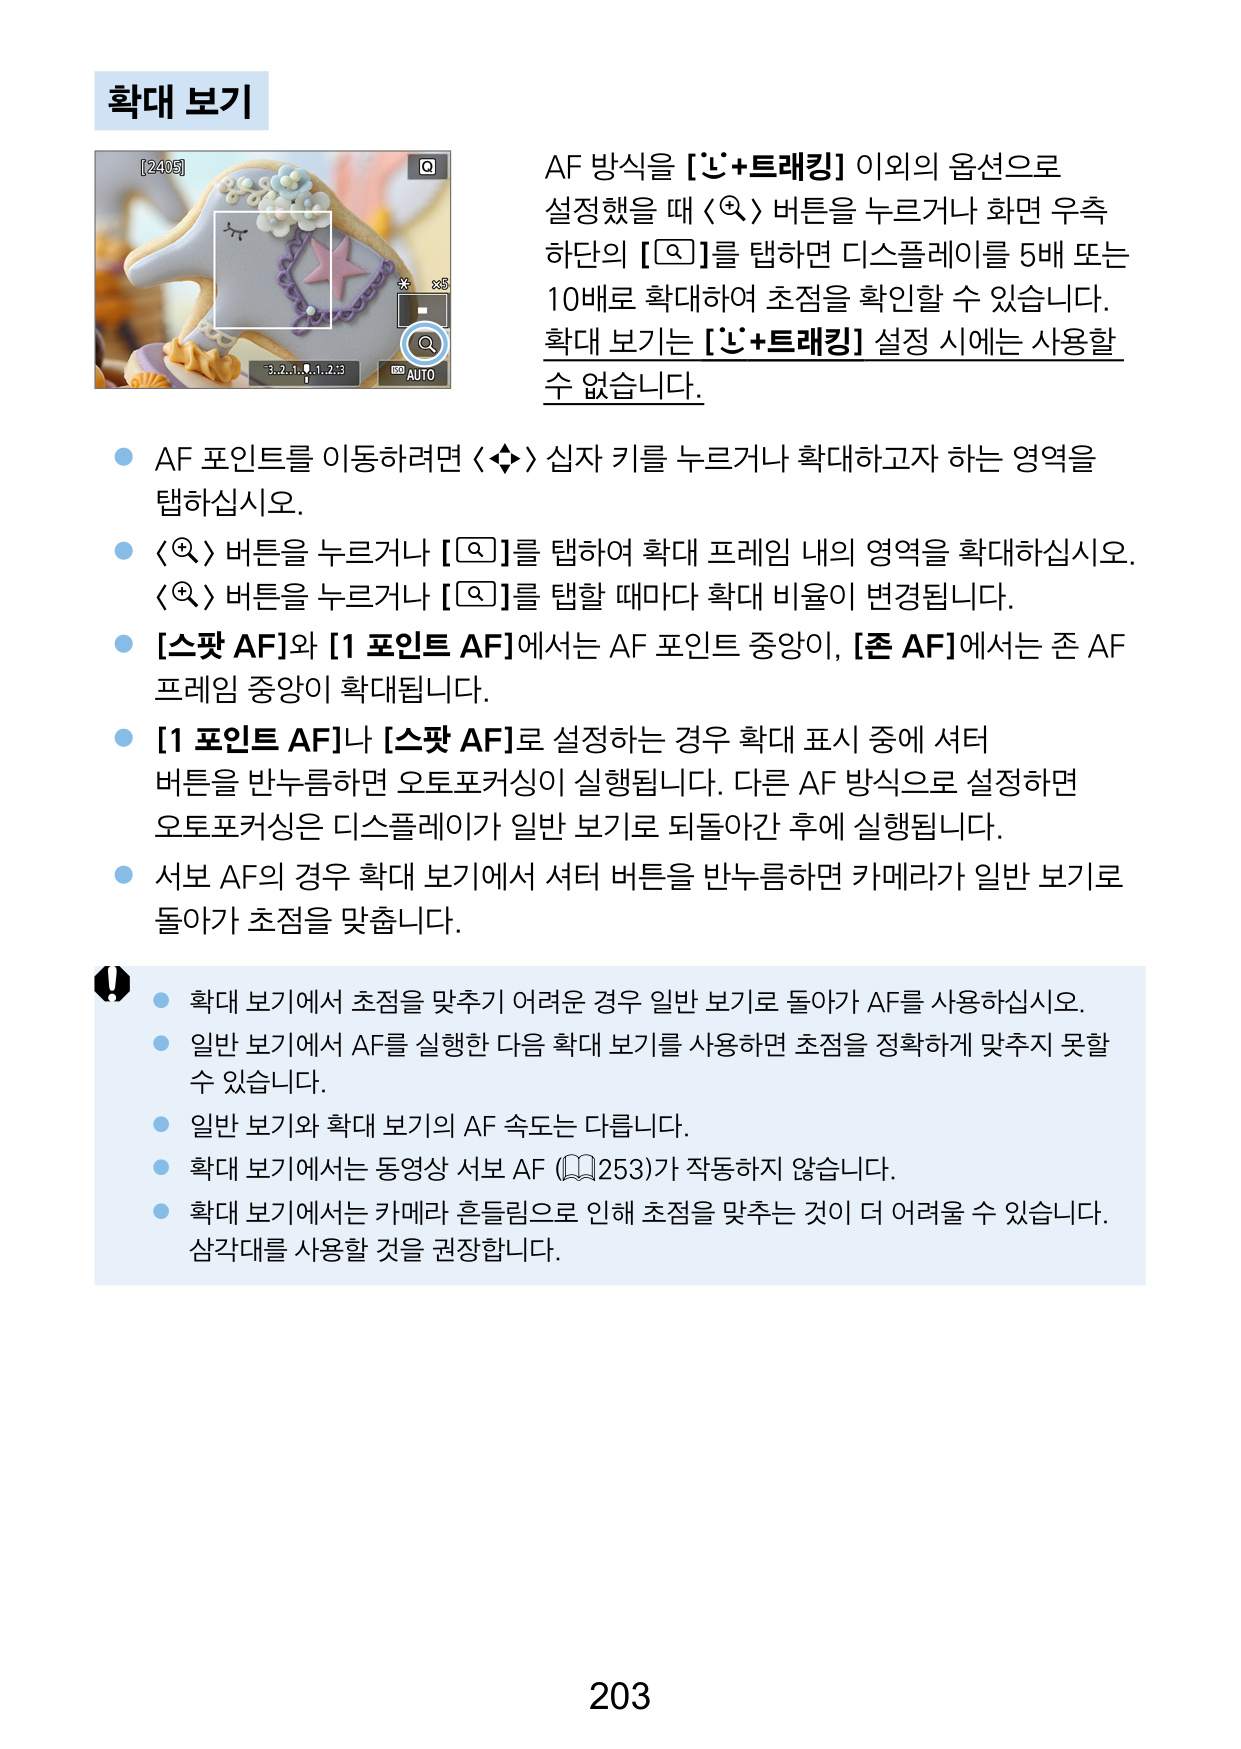 확대 보기
[2405]
Q
* ×5
-3..2..1..0..1..2.:3
ISO AUTO
AF 방식을 [+트래킹] 이외의 옵션으로
설정했을 때 〈〉 버튼을 누르거나 화면 우측
하단의 []를 탭하면 디스플레이를 5배 또는
10배로 확대하여 초점을 확인할 수 있습니다.
확대 보기는 [+트래킹] 설정 시에는 사용할
수 없습니다.
● AF 포인트를 이동하려면 〈〉 십자 키를 누르거나 확대하고자 하는 영역을
탭하십시오.
● 〈〉 버튼을 누르거나 []를 탭하여 확대 프레임 내의 영역을 확대하십시오.
〈〉 버튼을 누르거나 []를 탭할 때마다 확대 비율이 변경됩니다.
● [스팟 AF]와 [1 포인트 AF]에서는 AF 포인트 중앙이, [존 AF]에서는 존 AF
프레임 중앙이 확대됩니다.
● [1 포인트 AF]나 [스팟 AF]로 설정하는 경우 확대 표시 중에 셔터
버튼을 반누름하면 오토포커싱이 실행됩니다. 다른 AF 방식으로 설정하면
오토포커싱은 디스플레이가 일반 보기로 되돌아간 후에 실행됩니다.
● 서보 AF의 경우 확대 보기에서 셔터 버튼을 반누름하면 카메라가 일반 보기로
돌아가 초점을 맞춥니다.
● 확대 보기에서 초점을 맞추기 어려운 경우 일반 보기로 돌아가 AF를 사용하십시오.
● 일반 보기에서 AF를 실행한 다음 확대 보기를 사용하면 초점을 정확하게 맞추지 못할
수 있습니다.
● 일반 보기와 확대 보기의 AF 속도는 다릅니다.
● 확대 보기에서는 동영상 서보 AF (253)가 작동하지 않습니다.
● 확대 보기에서는 카메라 흔들림으로 인해 초점을 맞추는 것이 더 어려울 수 있습니다.
삼각대를 사용할 것을 권장합니다.
203